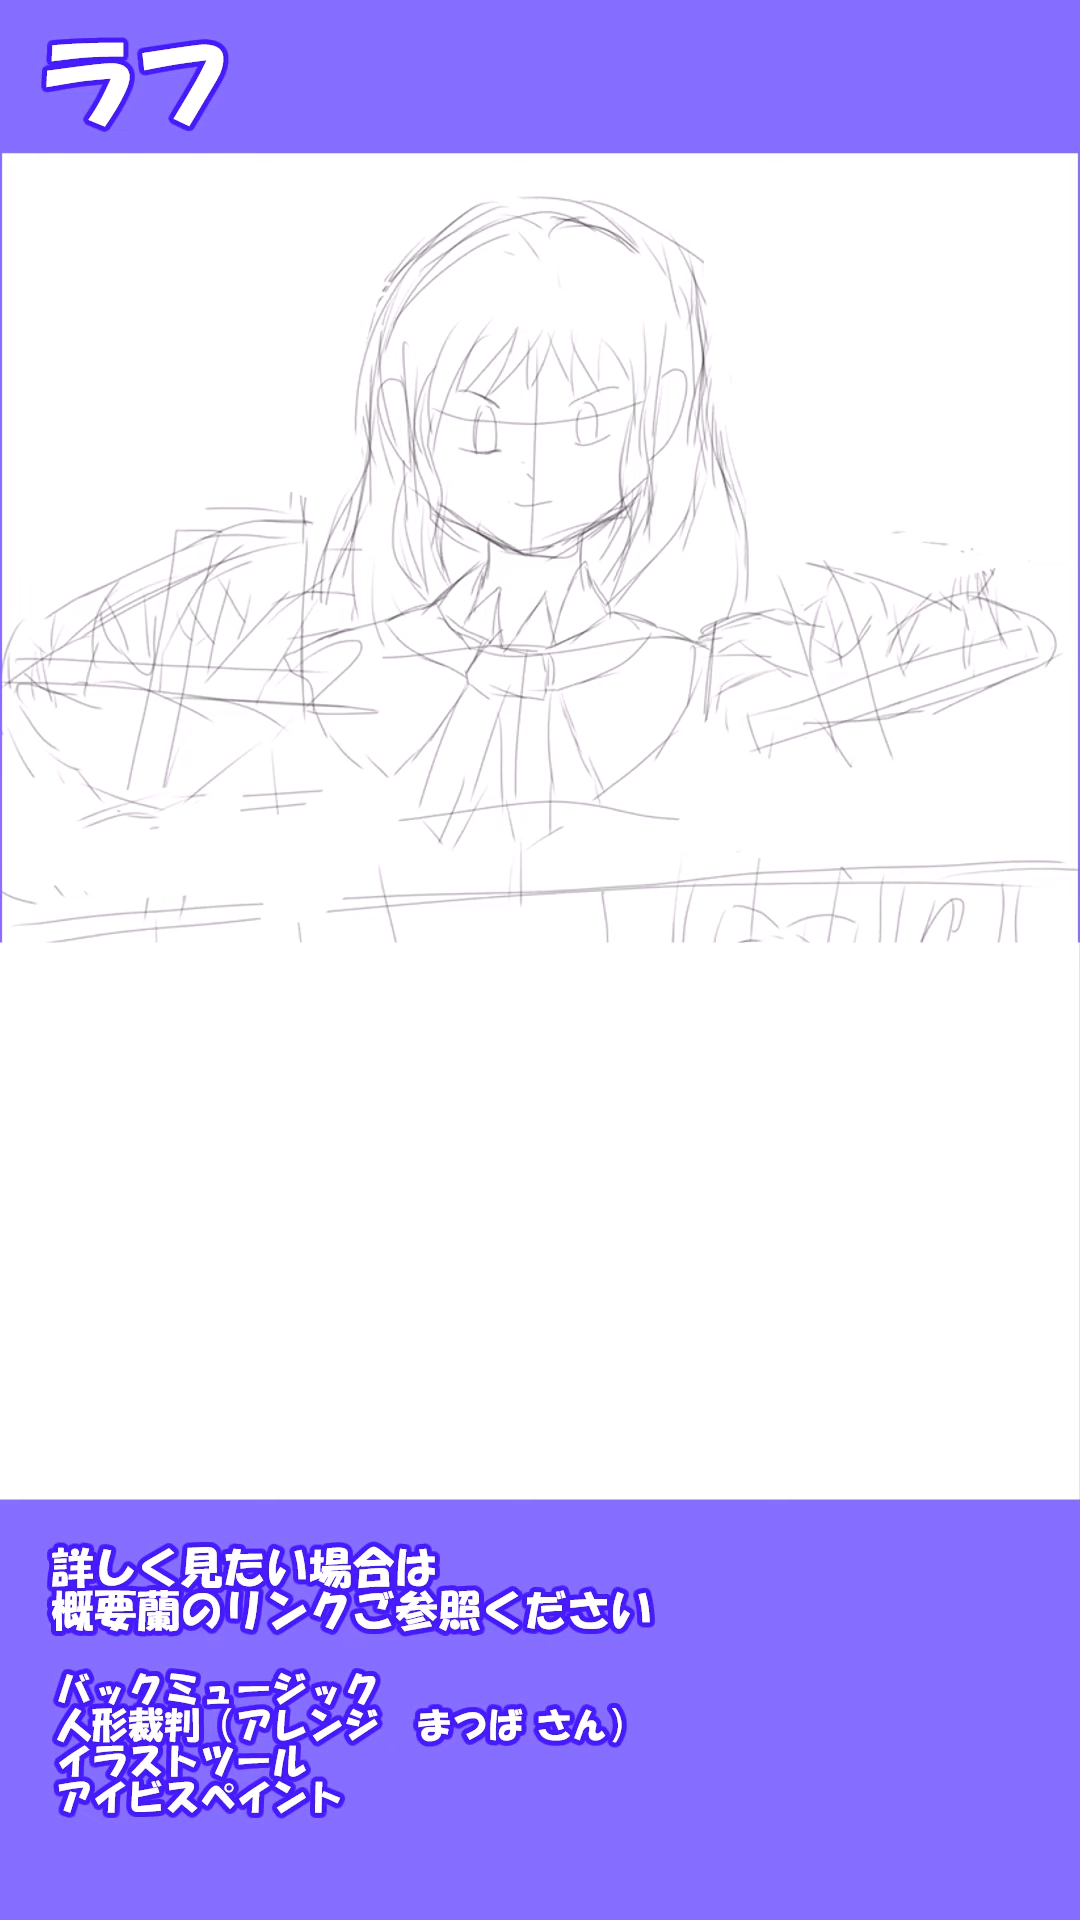 ラフ
詳しく見たい場合は
概要蘭のリンクご参照ください
バックミュージック
人形裁判（アレンジ　まつば さん）
イラストツール
アイビスペイント